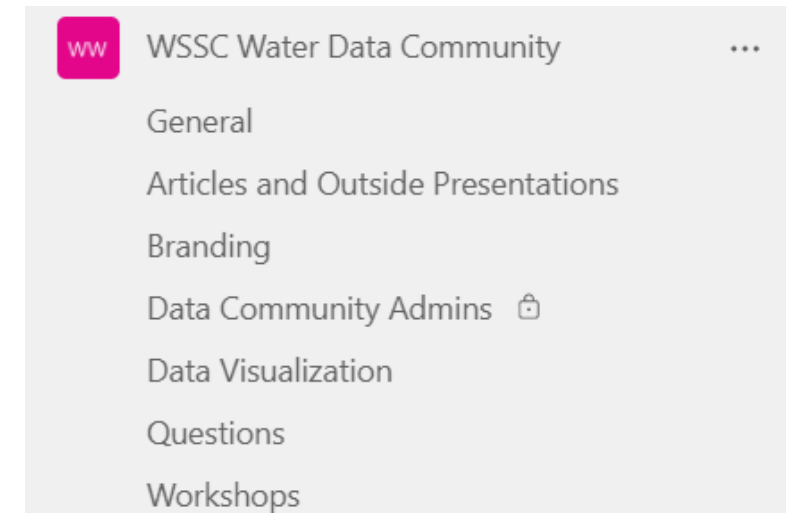 WW WSSC Water Data Community ...
General
Articles and Outside Presentations
Branding
Data Community Admins
Data Visualization
Questions
Workshops